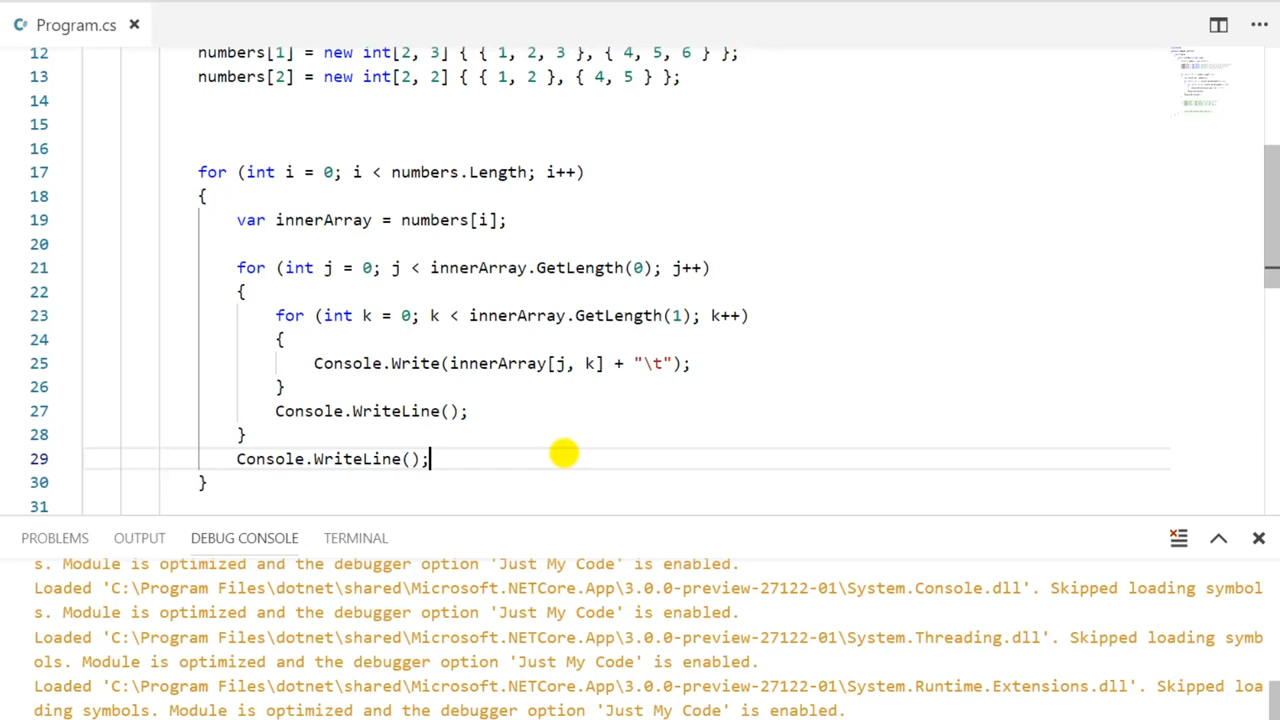 Program.cs
12 numbers[1] = new int[2, 3] { { 1, 2, 3 }, { 4, 5, 6 } };
13 numbers[2] = new int[2, 2] { { 1, 2 }, { 4, 5 } };
14
15
16
17 for (int i = 0; i < numbers.Length; i++)
18 {
19 var innerArray = numbers[i];
20
21 for (int j = 0; j < innerArray.GetLength(0); j++)
22 {
23 for (int k = 0; k < innerArray.GetLength(1); k++)
24 {
25 Console.Write(innerArray[j, k] + "\t");
26 }
27 Console.WriteLine();
28 }
29 Console.WriteLine();
30 }
31
PROBLEMS OUTPUT DEBUG CONSOLE TERMINAL
s. Module is optimized and the debugger option 'Just My Code' is enabled.
Loaded 'C:\Program Files\dotnet\shared\Microsoft.NETCore.App\3.0.0-preview-27122-01\System.Console.dll'. Skipped loading symbol
s. Module is optimized and the debugger option 'Just My Code' is enabled.
Loaded 'C:\Program Files\dotnet\shared\Microsoft.NETCore.App\3.0.0-preview-27122-01\System.Threading.dll'. Skipped loading symb
ols. Module is optimized and the debugger option 'Just My Code' is enabled.
Loaded 'C:\Program Files\dotnet\shared\Microsoft.NETCore.App\3.0.0-preview-27122-01\System.Runtime.Extensions.dll'. Skipped loa
ding symbols. Module is optimized and the debugger option 'Just My Code' is enabled.